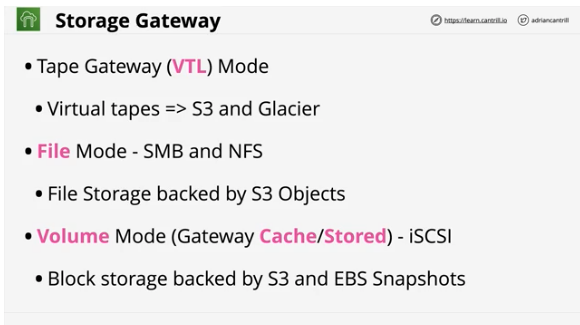 Storage Gateway
https://learn.cantrill.io
adriancantrill
• Tape Gateway (VTL) Mode
• Virtual tapes => S3 and Glacier
• File Mode - SMB and NFS
• File Storage backed by S3 Objects
• Volume Mode (Gateway Cache/Stored) - iSCSI
• Block storage backed by S3 and EBS Snapshots